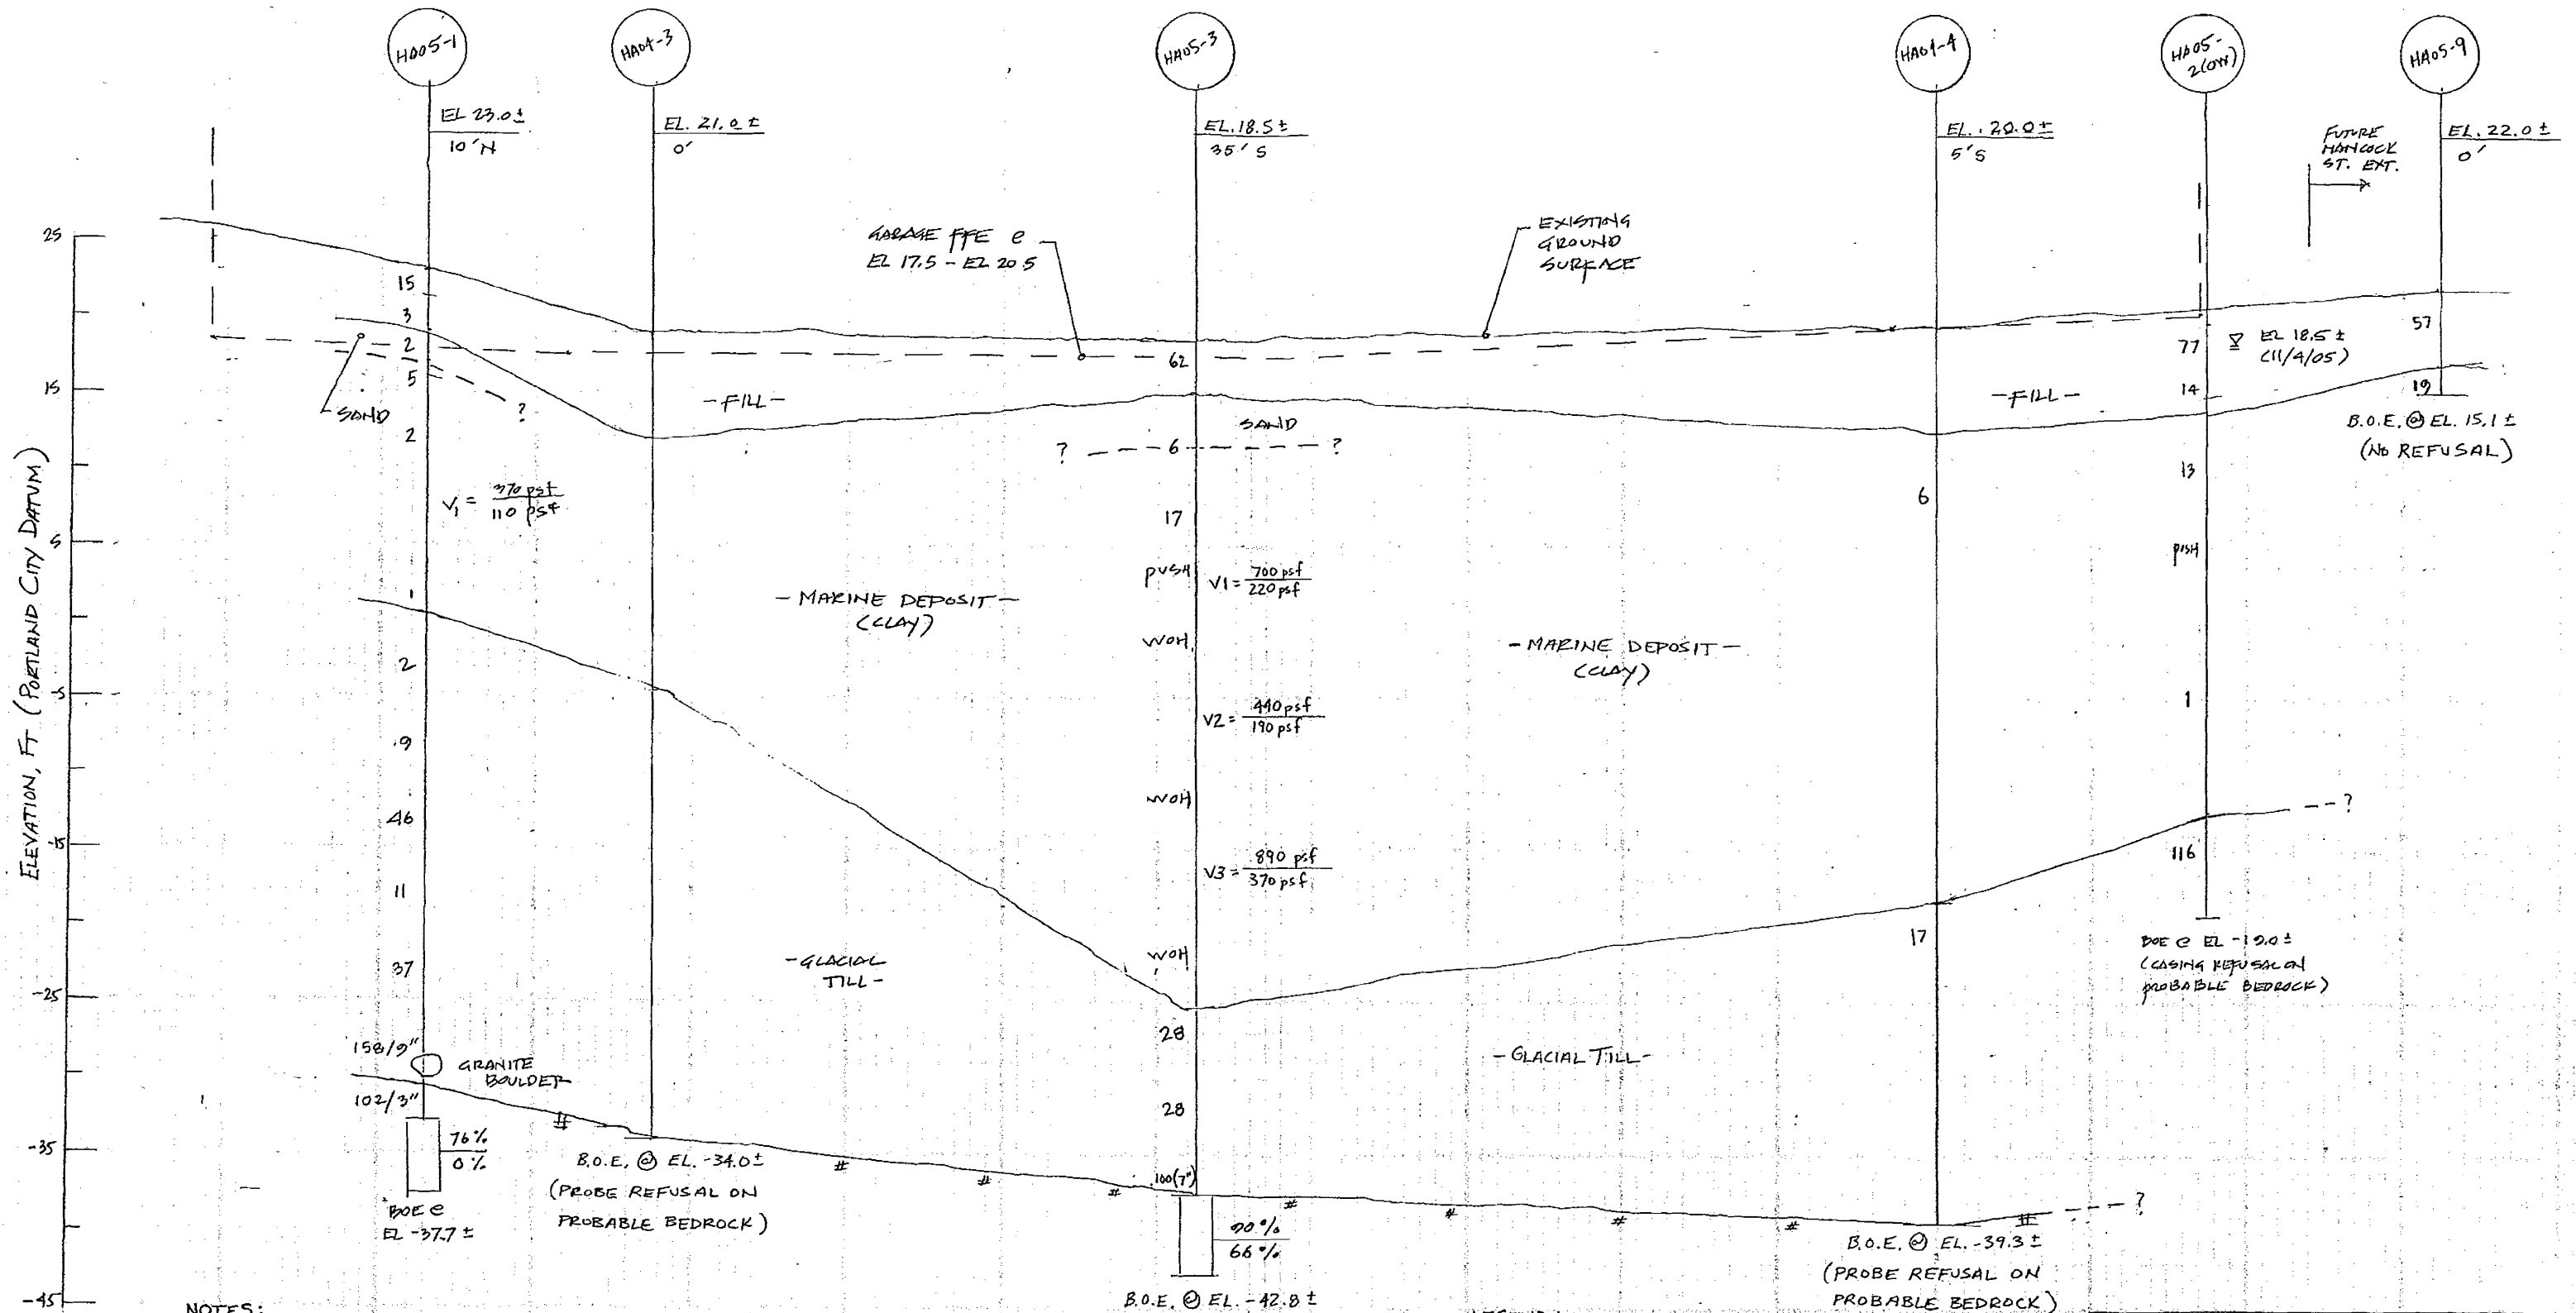 HA05-1
HA04-3
HA05-3
HA04-4
HA05-
2(OW)
HA05-9
EL 23.0±
10'N
EL. 21.0±
0'
EL. 18.5±
35'S
EL. 20.0±
5'S
FUTURE
HANCOCK
ST. EXT.
EL. 22.0±
0'
GARAGE FFE @
EL 17.5 - EL 20.5
EXISTING
GROUND
SURFACE
ELEVATION, FT (PORTLAND CITY DATUM)
25
15
5
-5
-15
-25
-35
-45
15
3
2
5
2
SAND
?
V1 = 370 psf
110 psf
1
2
9
46
11
37
158/9"
GRANITE
BOULDER
102/3"
76%
0%
BOE @
EL -37.7±
- FILL -
- MARINE DEPOSIT -
(CLAY)
- GLACIAL
TILL -
B.O.E. @ EL. -34.0±
(PROBE REFUSAL ON
PROBABLE BEDROCK)
62
SAND
? 6 ?
17
PUSH
V1 = 700 psf
220 psf
WOH
V2 = 440 psf
190 psf
WOH
V3 = 890 psf
370 psf
WOH
28
28
100(7")
90%
66%
B.O.E. @ EL. -42.8±
- MARINE DEPOSIT -
(CLAY)
- GLACIAL TILL -
6
17
B.O.E. @ EL. -39.3±
(PROBE REFUSAL ON
PROBABLE BEDROCK)
?
- FILL -
77
EL 18.5±
(11/4/05)
14
13
PUSH
1
?
116
BOE @ EL -19.0±
(CASING REFUSAL ON
PROBABLE BEDROCK)
57
19
B.O.E. @ EL. 15.1±
(NO REFUSAL)
NOTES: